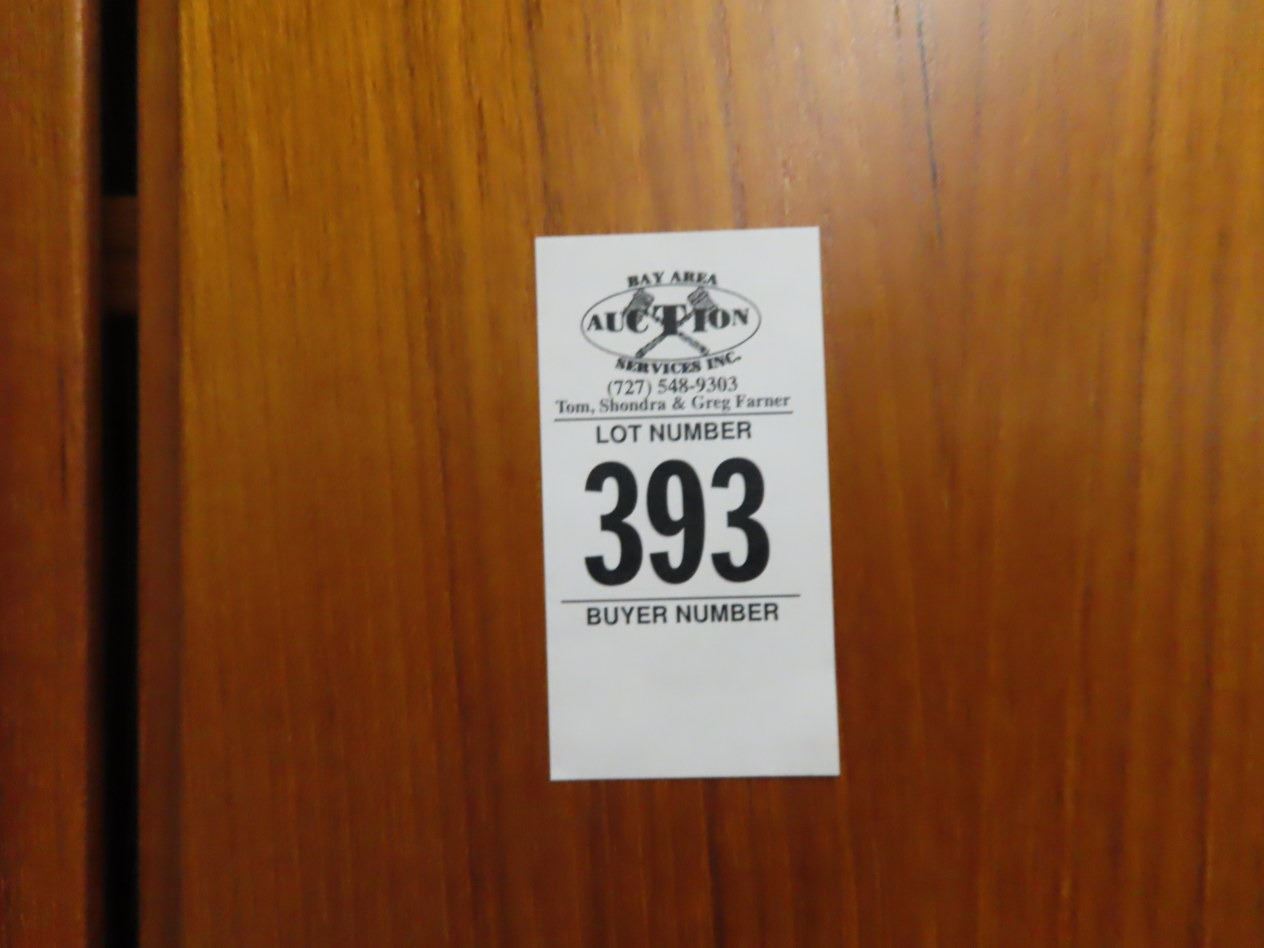 BAY AREA
AUCTION
SERVICES INC.
(727) 548-9303
Tom, Shondra & Greg Farner
LOT NUMBER
393
BUYER NUMBER